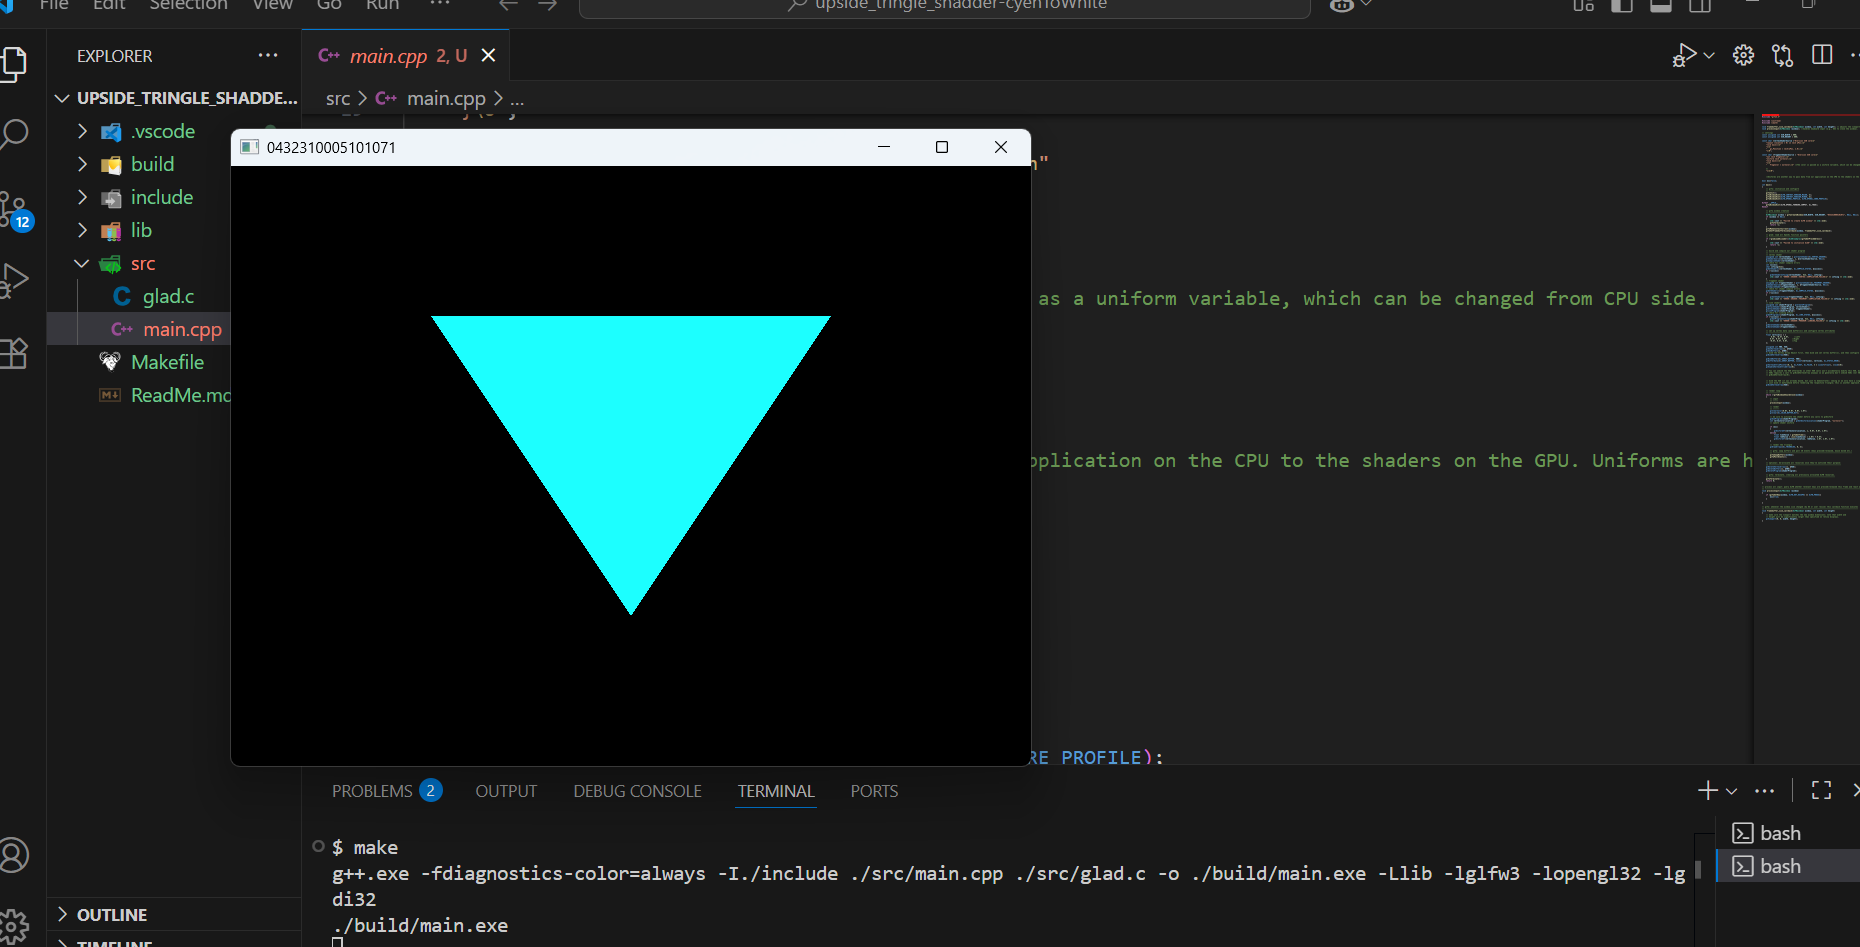 File Edit Selection View Go Run ...
upside_tringle_shadder-cyenToWhite
EXPLORER ...
main.cpp 2, U
UPSIDE_TRINGLE_SHADDE...
src > main.cpp > ...
.vscode
build
include
lib
src
glad.c
main.cpp
Makefile
ReadMe.md
12
0432310005101071
n"
as a uniform variable, which can be changed from CPU side.
pplication on the CPU to the shaders on the GPU. Uniforms are h
RE_PROFILE);
PROBLEMS 2 OUTPUT DEBUG CONSOLE TERMINAL PORTS
$ make
g++.exe -fdiagnostics-color=always -I./include ./src/main.cpp ./src/glad.c -o ./build/main.exe -Llib -lglfw3 -lopengl32 -lg
di32
./build/main.exe
bash
bash
OUTLINE
TIMELINE